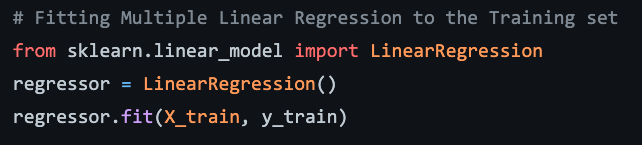 # Fitting Multiple Linear Regression to the Training set
from sklearn.linear_model import LinearRegression
regressor = LinearRegression()
regressor.fit(X_train, y_train)